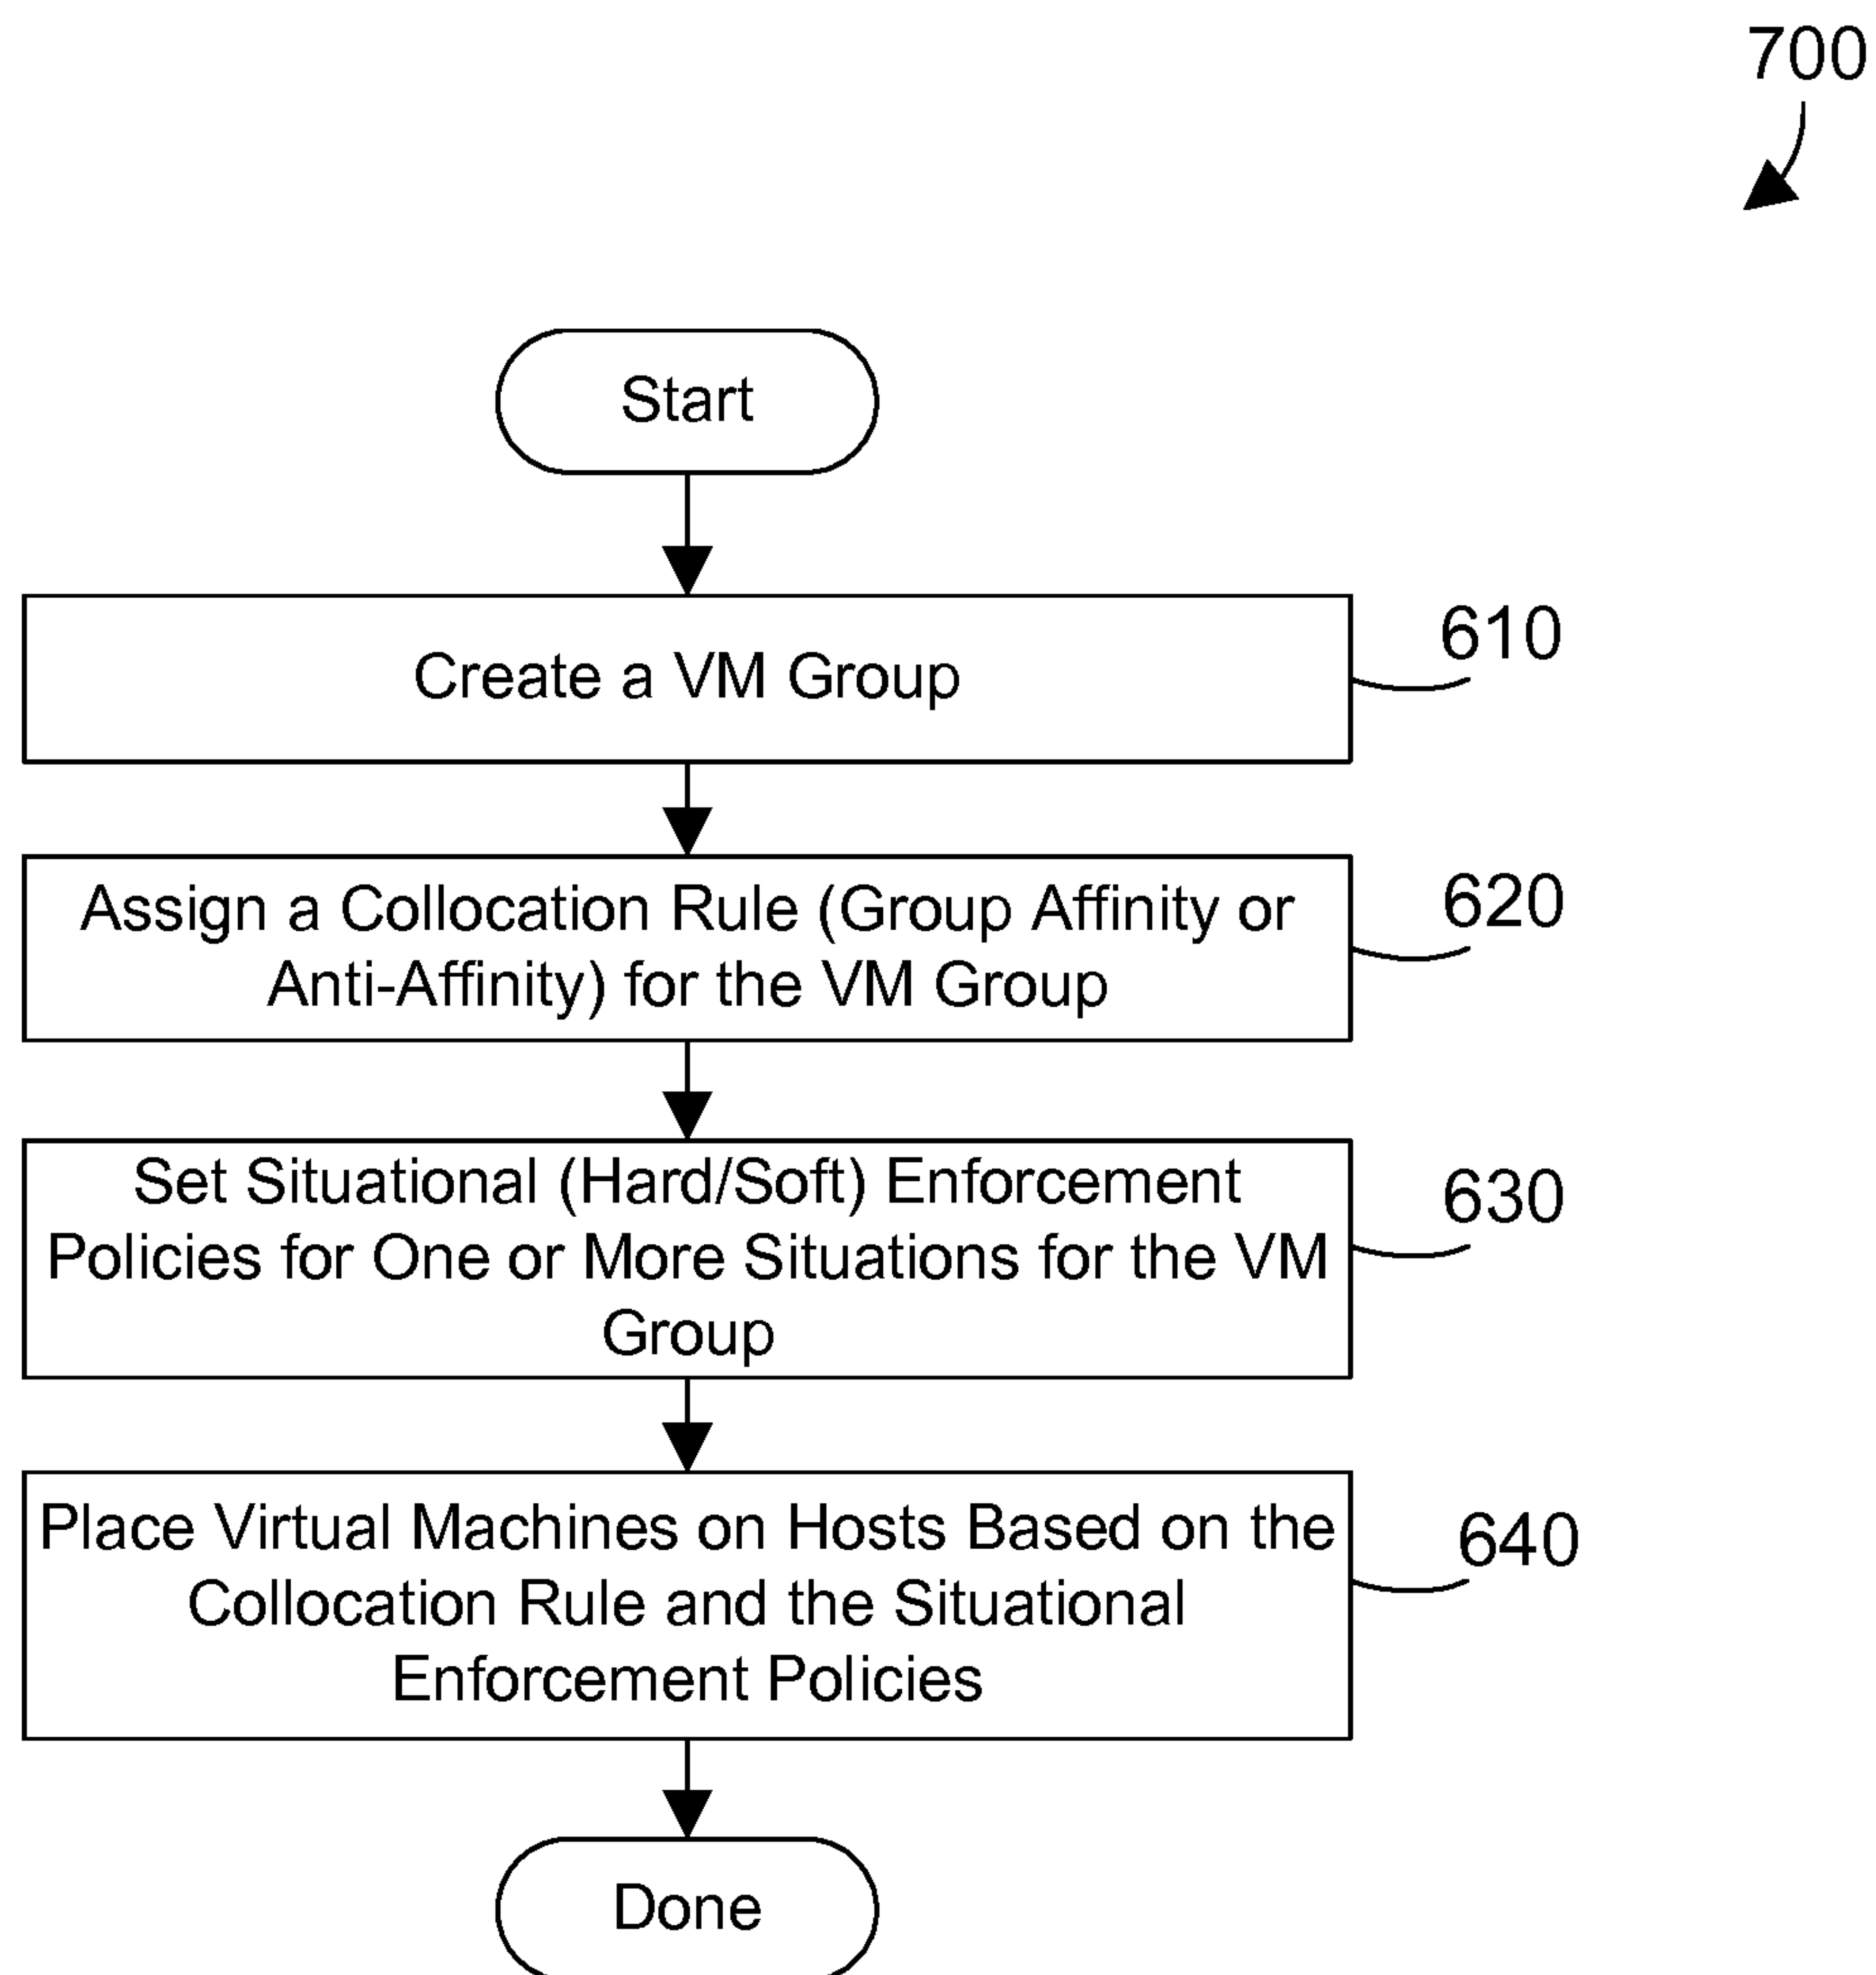 700
Start
Create a VM Group
610
Assign a Collocation Rule (Group Affinity or
Anti-Affinity) for the VM Group
620
Set Situational (Hard/Soft) Enforcement
Policies for One or More Situations for the VM
Group
630
Place Virtual Machines on Hosts Based on the
Collocation Rule and the Situational
Enforcement Policies
640
Done